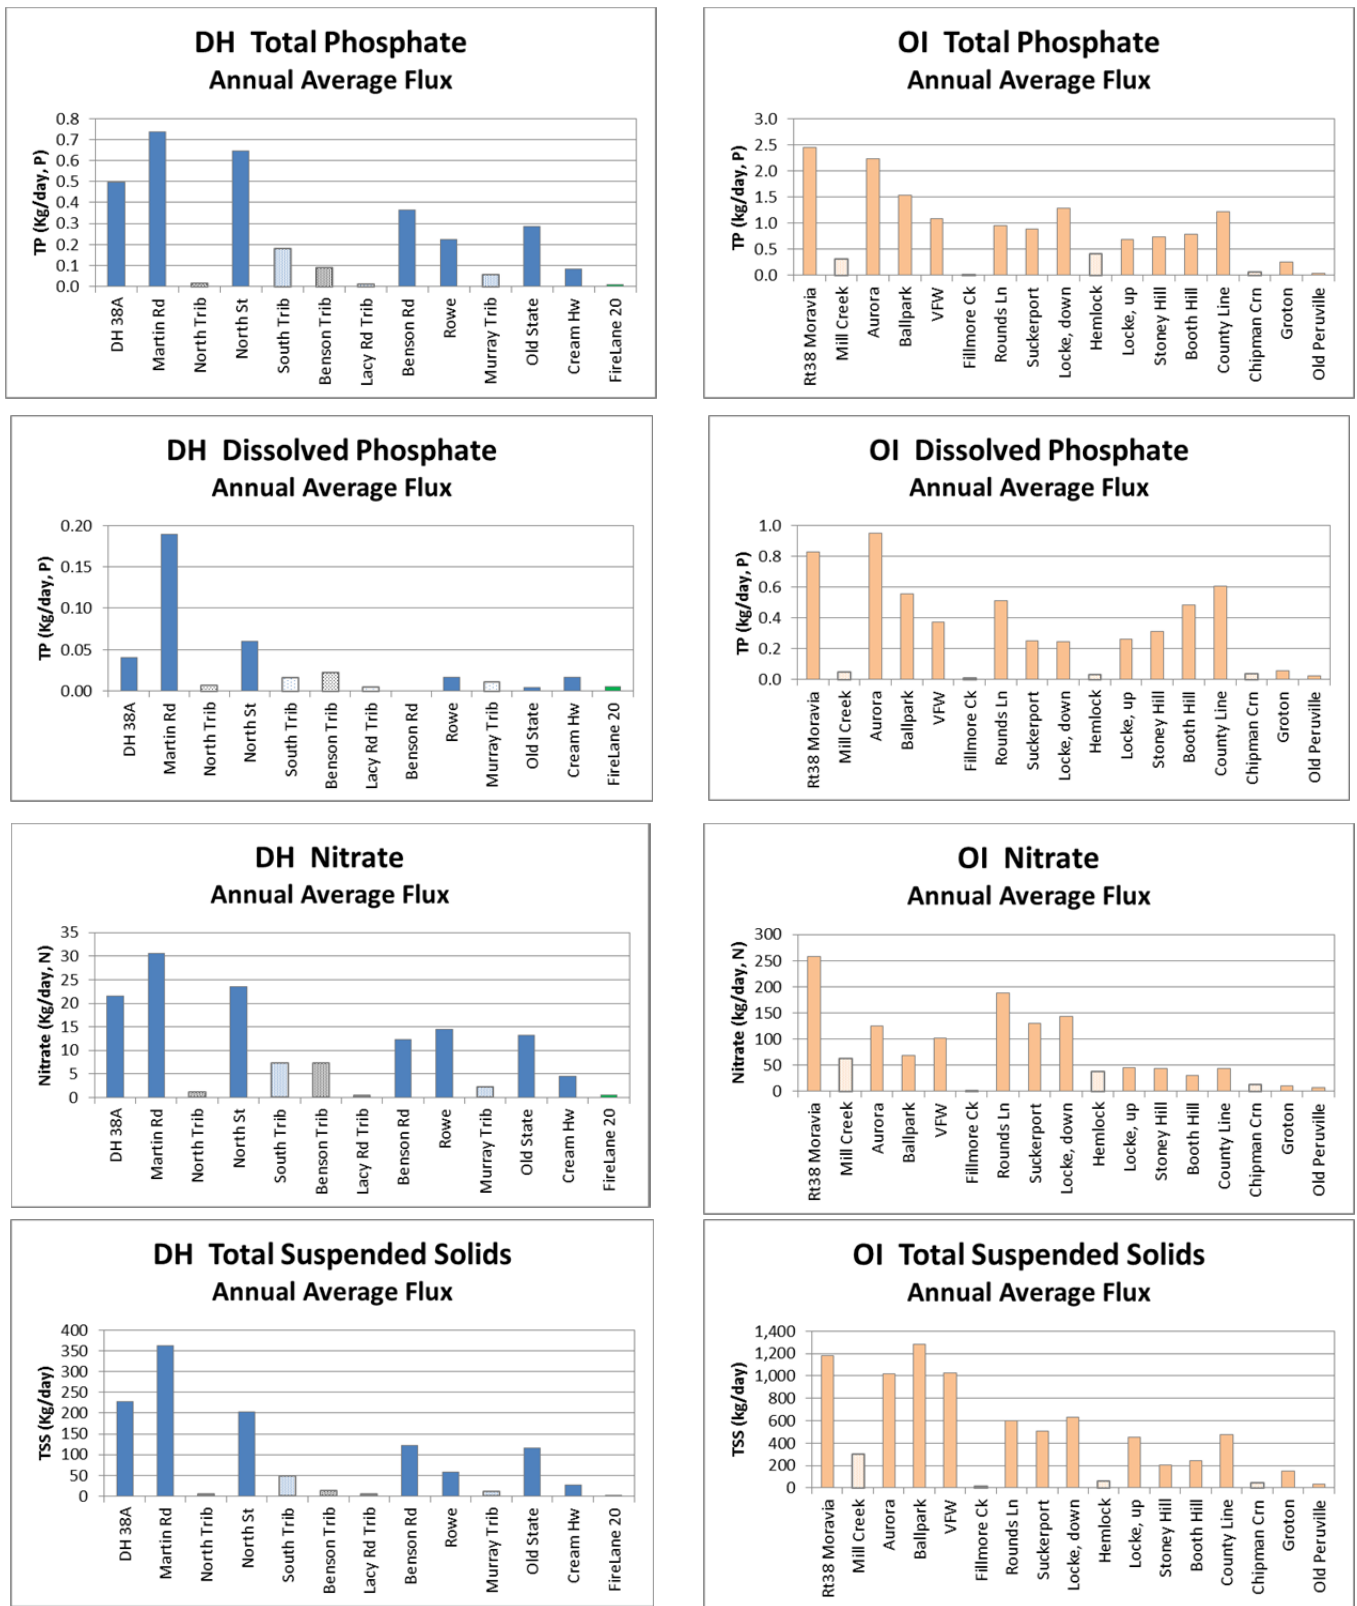 DH Total Phosphate
Annual Average Flux
TP (Kg/day, P)
0.8
0.7
0.6
0.5
0.4
0.3
0.2
0.1
0.0
DH 38A
Martin Rd
North Trib
North St
South Trib
Benson Trib
Lacy Rd Trib
Benson Rd
Rowe
Murray Trib
Old State
Cream Hw
FireLane 20
OI Total Phosphate
Annual Average Flux
TP (kg/day, P)
3.0
2.5
2.0
1.5
1.0
0.5
0.0
Rt38 Moravia
Mill Creek
Aurora
Ballpark
VFW
Fillmore Ck
Rounds Ln
Suckerport
Locke, down
Hemlock
Locke, up
Stoney Hill
Booth Hill
County Line
Chipman Crn
Groton
Old Peruville
DH Dissolved Phosphate
Annual Average Flux
TP (Kg/day, P)
0.20
0.15
0.10
0.05
0.00
DH 38A
Martin Rd
North Trib
North St
South Trib
Benson Trib
Lacy Rd Trib
Benson Rd
Rowe
Murray Trib
Old State
Cream Hw
FireLane 20
OI Dissolved Phosphate
Annual Average Flux
TP (kg/day, P)
1.0
0.8
0.6
0.4
0.2
0.0
Rt38 Moravia
Mill Creek
Aurora
Ballpark
VFW
Fillmore Ck
Rounds Ln
Suckerport
Locke, down
Hemlock
Locke, up
Stoney Hill
Booth Hill
County Line
Chipman Crn
Groton
Old Peruville
DH Nitrate
Annual Average Flux
Nitrate (Kg/day, N)
35
30
25
20
15
10
5
0
DH 38A
Martin Rd
North Trib
North St
South Trib
Benson Trib
Lacy Rd Trib
Benson Rd
Rowe
Murray Trib
Old State
Cream Hw
FireLane 20
OI Nitrate
Annual Average Flux
Nitrate (kg/day, N)
300
250
200
150
100
50
0
Rt38 Moravia
Mill Creek
Aurora
Ballpark
VFW
Fillmore Ck
Rounds Ln
Suckerport
Locke, down
Hemlock
Locke, up
Stoney Hill
Booth Hill
County Line
Chipman Crn
Groton
Old Peruville
DH Total Suspended Solids
Annual Average Flux
TSS (Kg/day)
400
350
300
250
200
150
100
50
0
DH 38A
Martin Rd
North Trib
North St
South Trib
Benson Trib
Lacy Rd Trib
Benson Rd
Rowe
Murray Trib
Old State
Cream Hw
FireLane 20
OI Total Suspended Solids
Annual Average Flux
TSS (kg/day)
1,400
1,200
1,000
800
600
400
200
0
Rt38 Moravia
Mill Creek
Aurora
Ballpark
VFW
Fillmore Ck
Rounds Ln
Suckerport
Locke, down
Hemlock
Locke, up
Stoney Hill
Booth Hill
County Line
Chipman Crn
Groton
Old Peruville